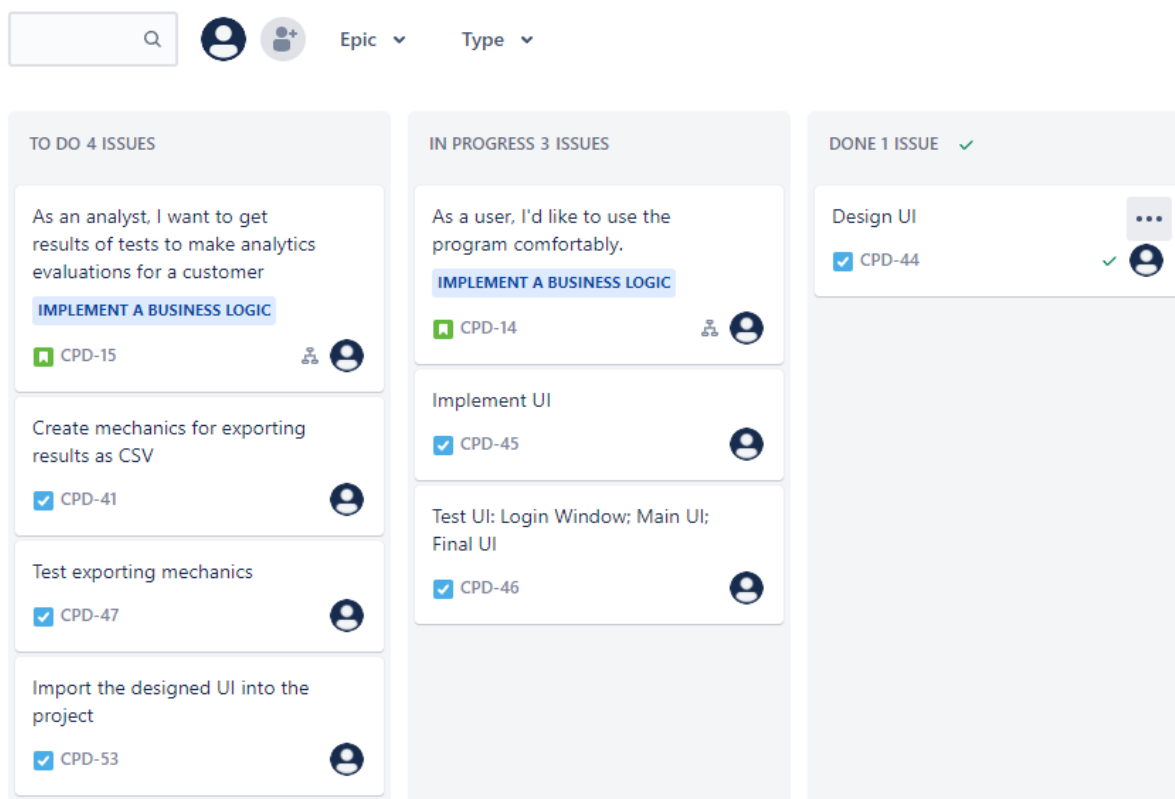 Epic
Type
TO DO 4 ISSUES
As an analyst, I want to get
results of tests to make analytics
evaluations for a customer
IMPLEMENT A BUSINESS LOGIC
CPD-15
Create mechanics for exporting
results as CSV
CPD-41
Test exporting mechanics
CPD-47
Import the designed UI into the
project
CPD-53
IN PROGRESS 3 ISSUES
As a user, I'd like to use the
program comfortably.
IMPLEMENT A BUSINESS LOGIC
CPD-14
Implement UI
CPD-45
Test UI: Login Window; Main UI;
Final UI
CPD-46
DONE 1 ISSUE
Design UI
CPD-44